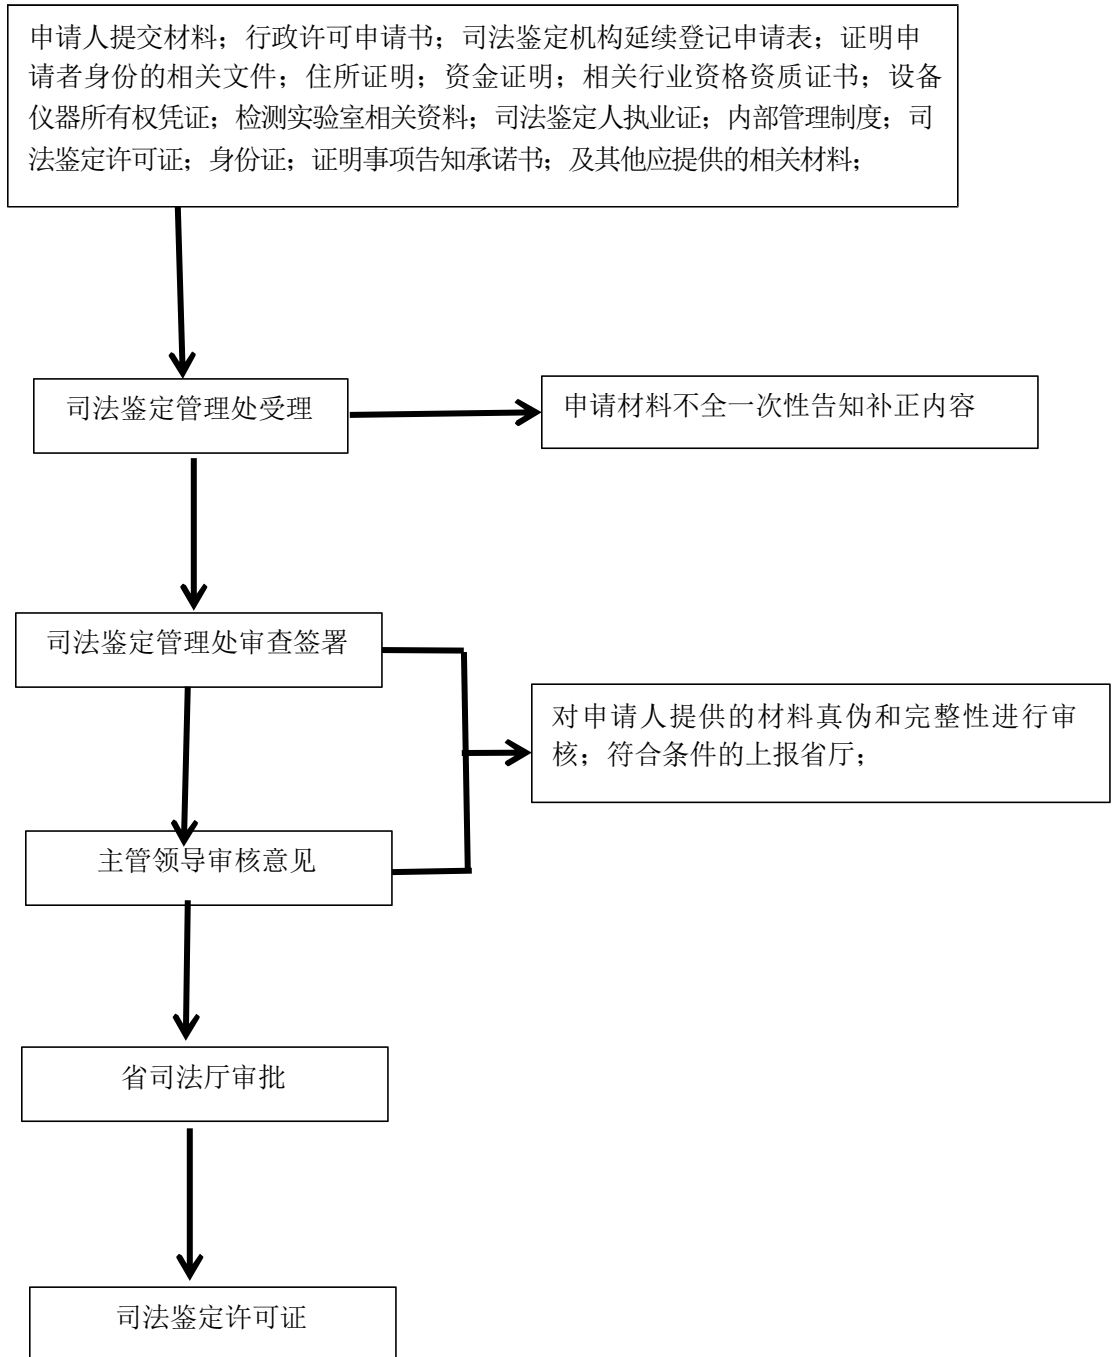 申请人提交材料；行政许可申请书；司法鉴定机构延续登记申请表；证明申
请者身份的相关文件；住所证明；资金证明；相关行业资格资质证书；设备
仪器所有权凭证；检测实验室相关资料；司法鉴定人执业证；内部管理制度；司
法鉴定许可证；身份证；证明事项告知承诺书；及其他应提供的相关材料；
司法鉴定管理处受理
申请材料不全一次性告知补正内容
司法鉴定管理处审查签署
对申请人提供的材料真伪和完整性进行审
核；符合条件的上报省厅；
主管领导审核意见
省司法厅审批
司法鉴定许可证